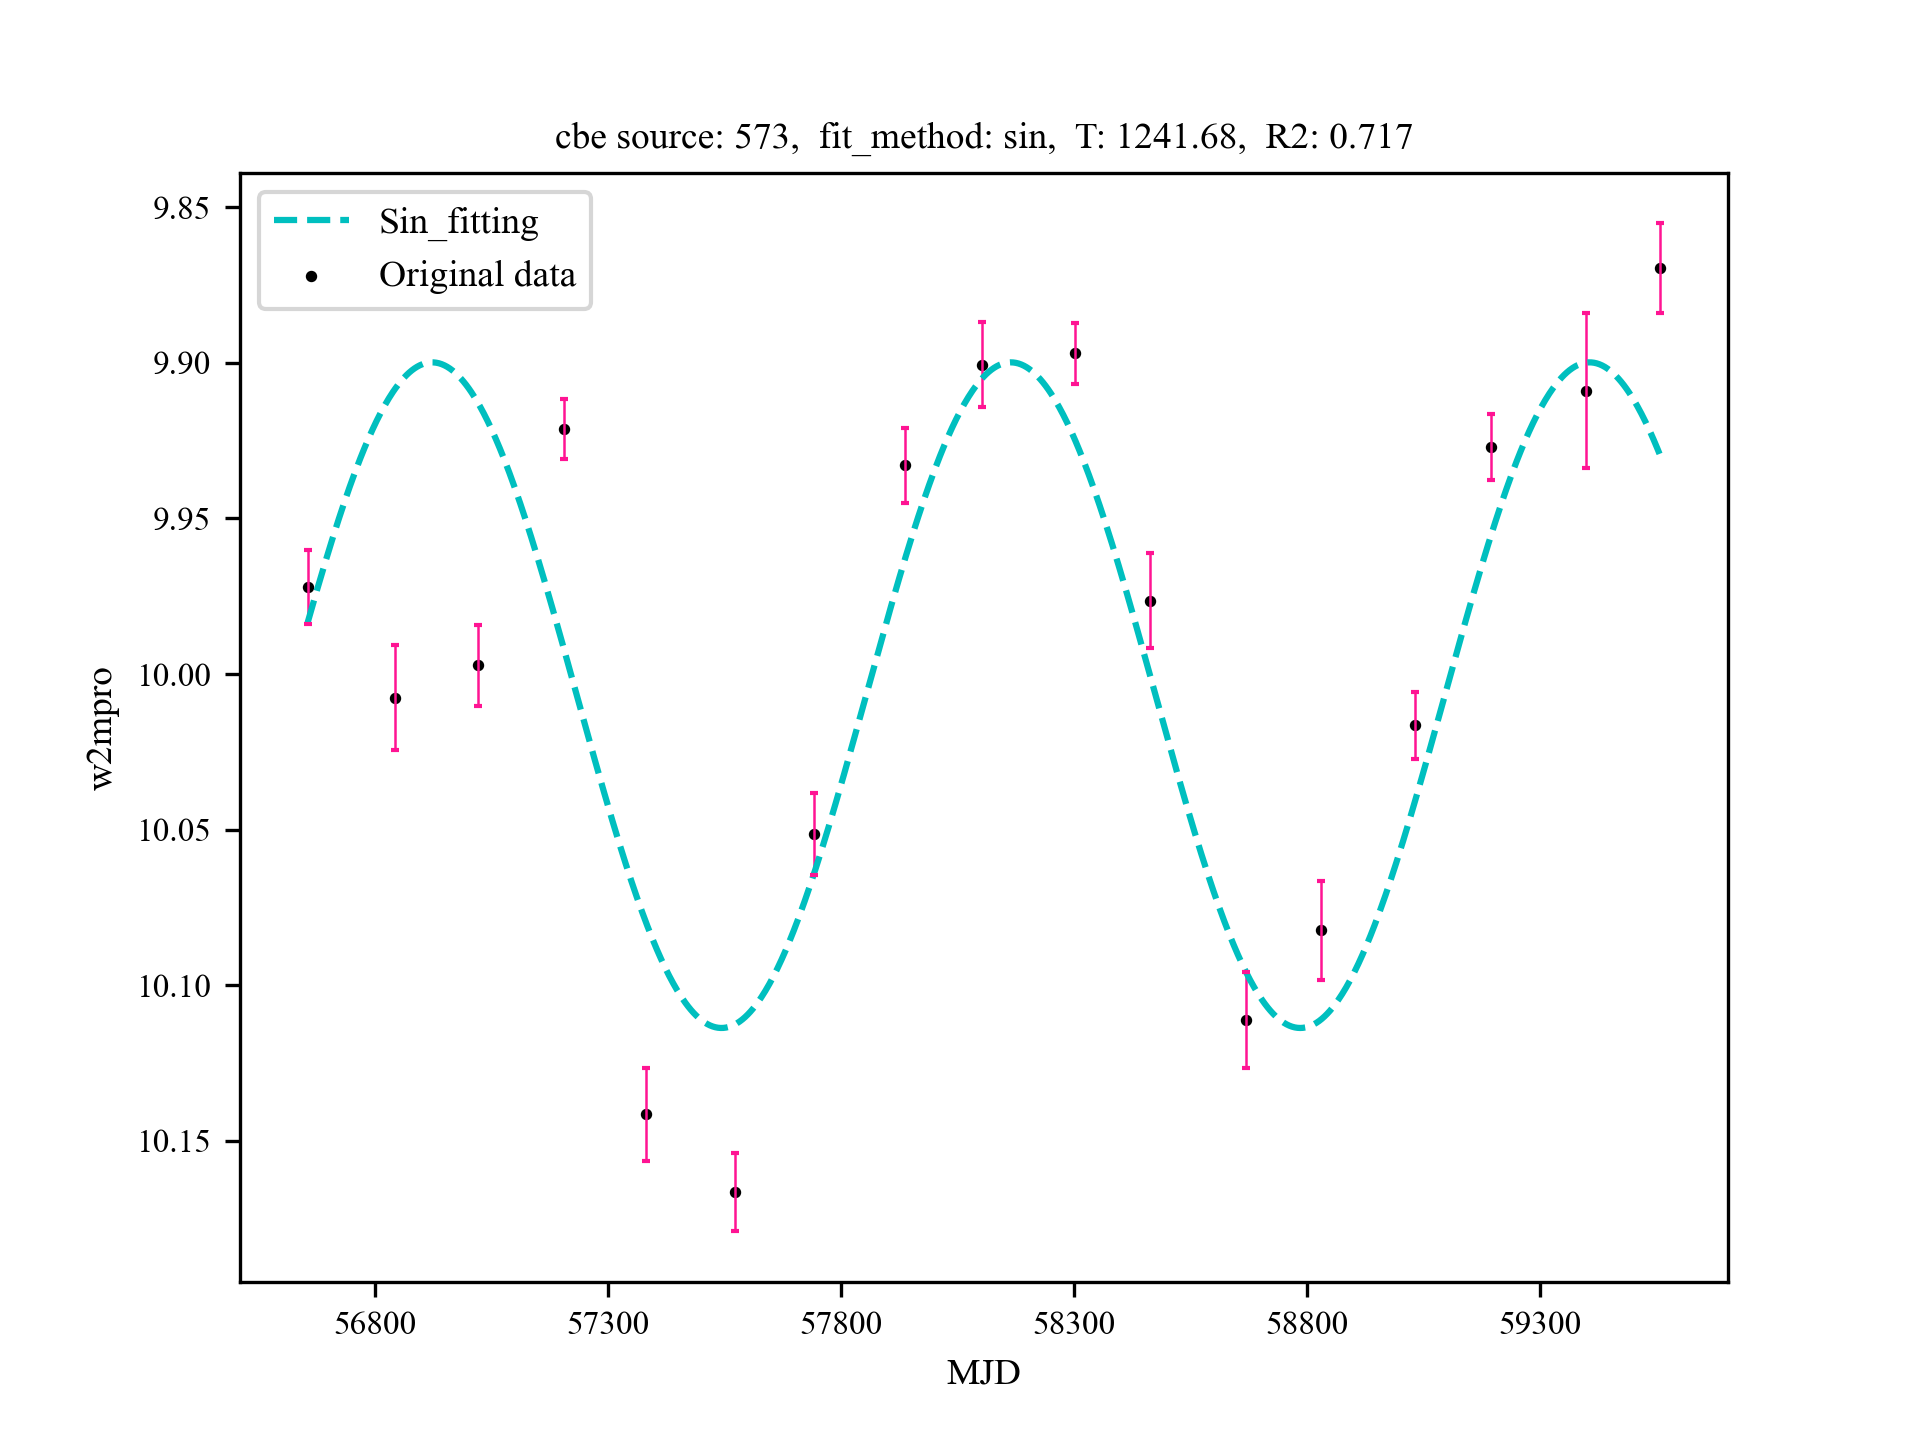 cbe source: 573,  fit_method: sin,  T: 1241.68,  R2: 0.717
Sin_fitting
Original data
9.85
9.90
9.95
10.00
10.05
10.10
10.15
w2mpro
56800 57300 57800 58300 58800 59300
MJD